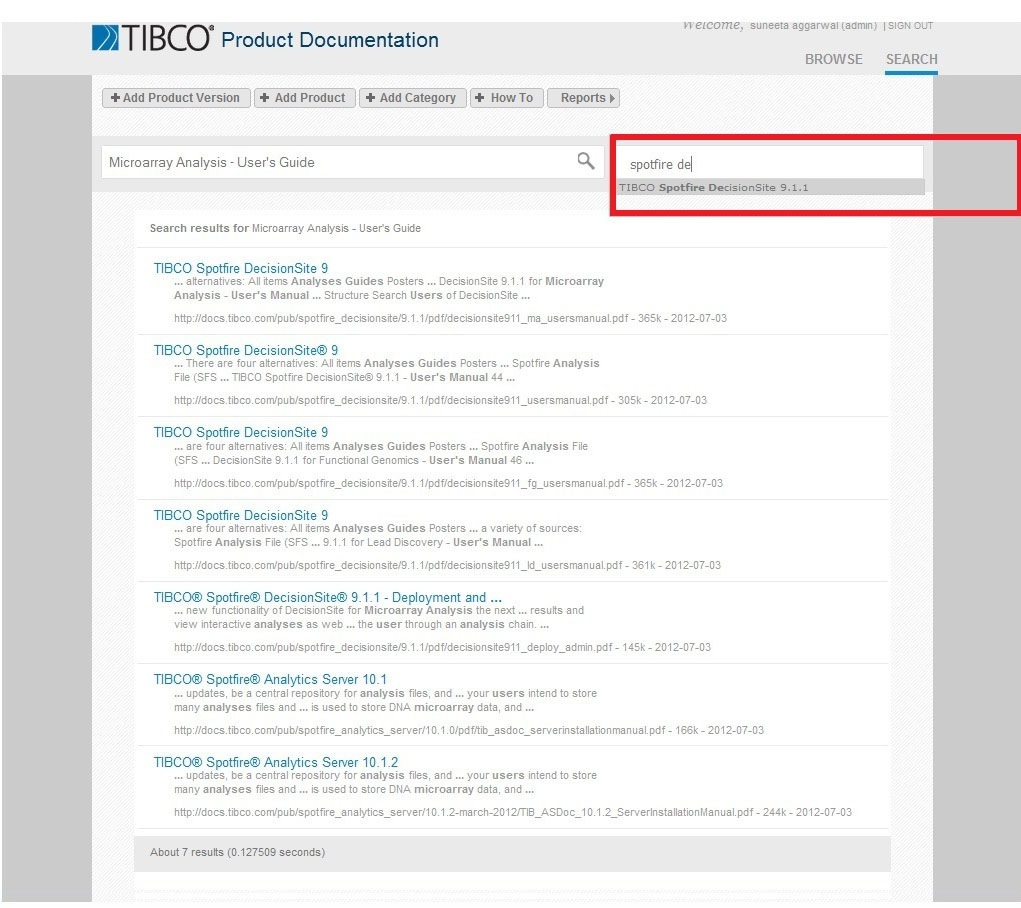 Welcome, suneeta aggarwal (admin) | SIGN OUT
TIBCO® Product Documentation
BROWSE SEARCH
+ Add Product Version + Add Product + Add Category + How To Reports
Microarray Analysis - User's Guide
spotfire de
TIBCO Spotfire DecisionSite 9.1.1
Search results for Microarray Analysis - User's Guide
TIBCO Spotfire DecisionSite 9
... alternatives: All items Analyses Guides Posters ... DecisionSite 9.1.1 for Microarray
Analysis - User's Manual ... Structure Search Users of DecisionSite ...
http://docs.tibco.com/pub/spotfire_decisionsite/9.1.1/pdf/decisionsite911_ma_usersmanual.pdf - 365k - 2012-07-03
TIBCO Spotfire DecisionSite® 9
... There are four alternatives: All items Analyses Guides Posters ... Spotfire Analysis
File (SFS ... TIBCO Spotfire DecisionSite® 9.1.1 - User's Manual 44 ...
http://docs.tibco.com/pub/spotfire_decisionsite/9.1.1/pdf/decisionsite911_usersmanual.pdf - 305k - 2012-07-03
TIBCO Spotfire DecisionSite 9
... are four alternatives: All items Analyses Guides Posters ... Spotfire Analysis File
(SFS ... DecisionSite 9.1.1 for Functional Genomics - User's Manual 46 ...
http://docs.tibco.com/pub/spotfire_decisionsite/9.1.1/pdf/decisionsite911_fg_usersmanual.pdf - 365k - 2012-07-03
TIBCO Spotfire DecisionSite 9
... are four alternatives: All items Analyses Guides Posters ... a variety of sources:
Spotfire Analysis File (SFS ... 9.1.1 for Lead Discovery - User's Manual ...
http://docs.tibco.com/pub/spotfire_decisionsite/9.1.1/pdf/decisionsite911_ld_usersmanual.pdf - 361k - 2012-07-03
TIBCO® Spotfire® DecisionSite® 9.1.1 - Deployment and ...
... new functionality of DecisionSite for Microarray Analysis the next ... results and
view interactive analyses as web ... the user through an analysis chain. ...
http://docs.tibco.com/pub/spotfire_decisionsite/9.1.1/pdf/decisionsite911_deploy_admin.pdf - 145k - 2012-07-03
TIBCO® Spotfire® Analytics Server 10.1
... updates, be a central repository for analysis files, and ... your users intend to store
many analyses files and ... is used to store DNA microarray data, and ...
http://docs.tibco.com/pub/spotfire_analytics_server/10.1.0/pdf/tib_asdoc_serverinstallationmanual.pdf - 166k - 2012-07-03
TIBCO® Spotfire® Analytics Server 10.1.2
... updates, be a central repository for analysis files, and ... your users intend to store
many analyses files and ... is used to store DNA microarray data, and ...
http://docs.tibco.com/pub/spotfire_analytics_server/10.1.2-march-2012/TIB_ASDoc_10.1.2_ServerInstallationManual.pdf - 244k - 2012-07-03
About 7 results (0.127509 seconds)